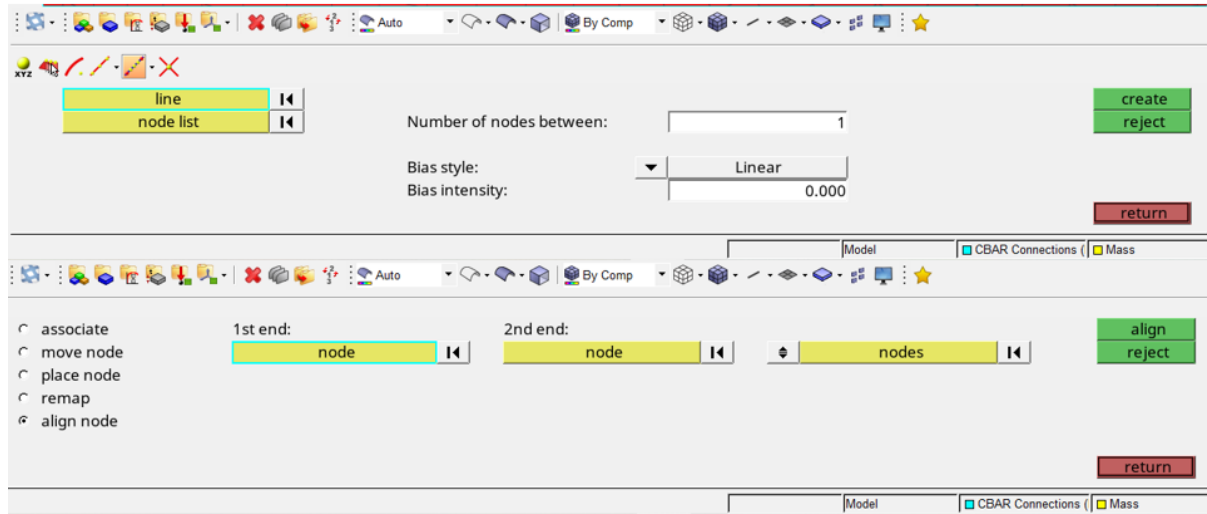 Auto By Comp
XYZ
line
node list
Number of nodes between: 1
Bias style: Linear
Bias intensity: 0.000
create
reject
return
Model CBAR Connections ( Mass
Auto By Comp
associate
move node
place node
remap
align node
1st end:
node
2nd end:
node
nodes
align
reject
return
Model CBAR Connections ( Mass